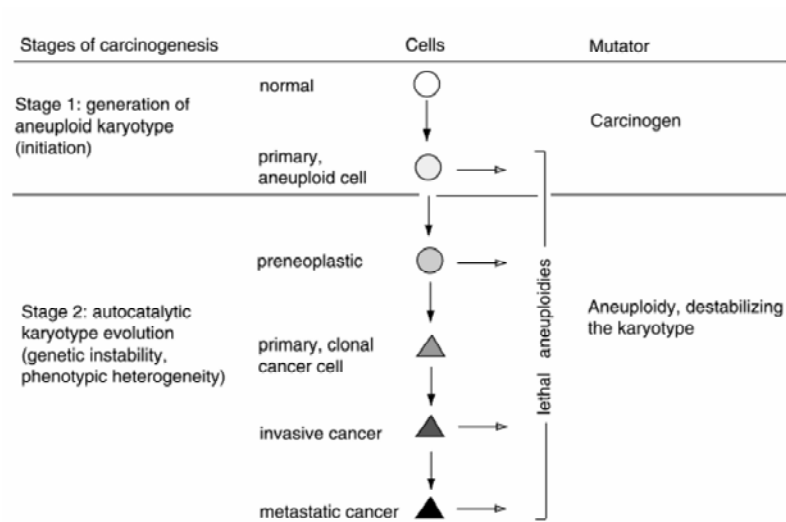 Stages of carcinogenesis
Cells
Mutator
Stage 1: generation of
aneuploid karyotype
(initiation)
normal
primary,
aneuploid cell
Carcinogen
Stage 2: autocatalytic
karyotype evolution
(genetic instability,
phenotypic heterogeneity)
preneoplastic
primary, clonal
cancer cell
invasive cancer
metastatic cancer
lethal aneuploidies
Aneuploidy, destabilizing
the karyotype